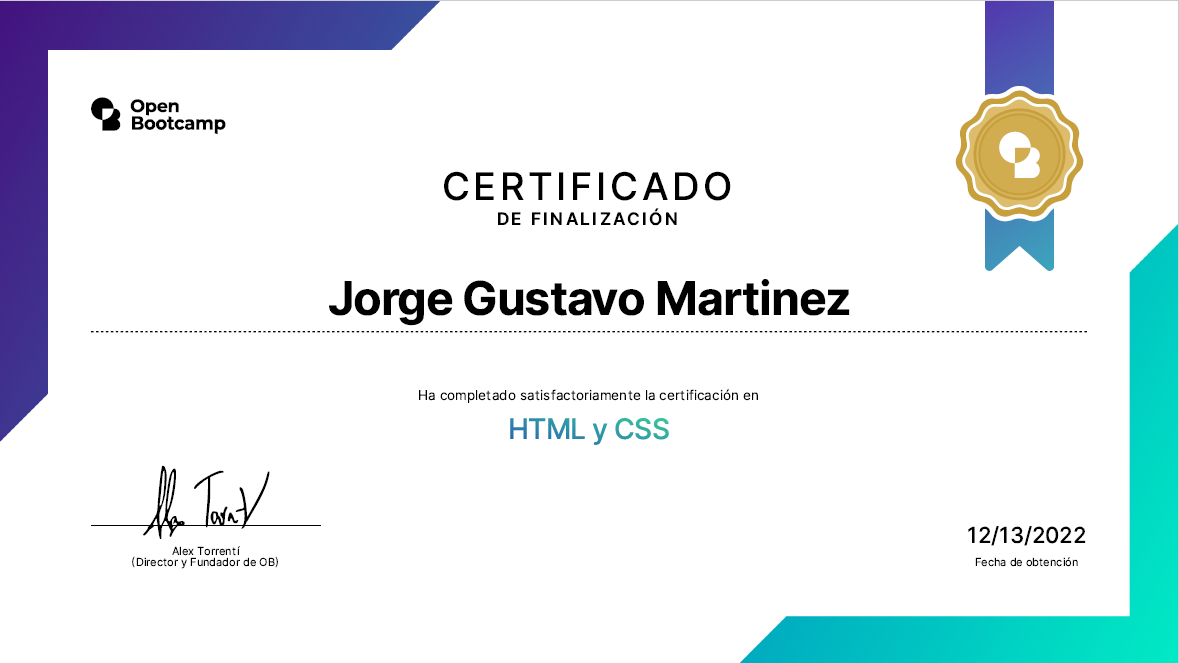 Open
Bootcamp
CERTIFICADO
DE FINALIZACIÓN
Jorge Gustavo Martinez
Ha completado satisfactoriamente la certificación en
HTML y CSS
Alex Torrentí
(Director y Fundador de OB)
12/13/2022
Fecha de obtención